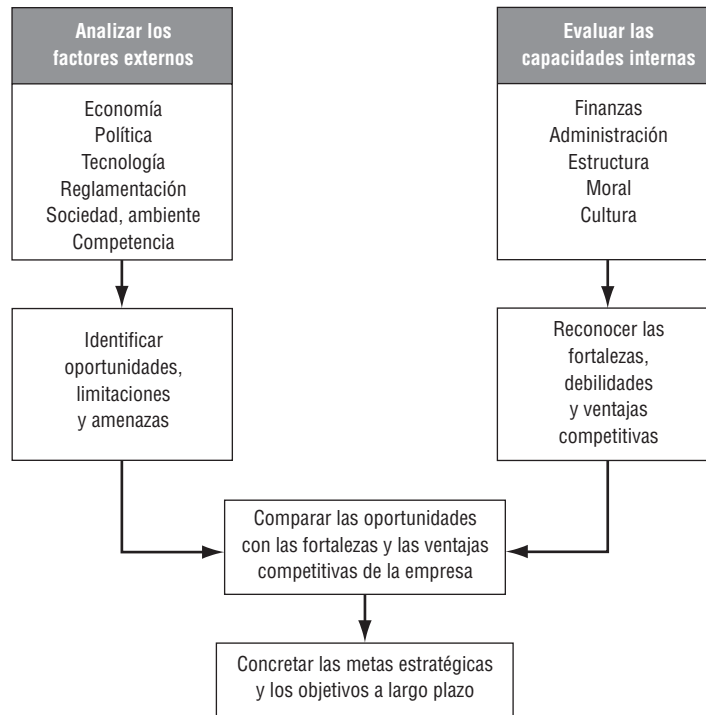 Analizar los
factores externos
Economía
Política
Tecnología
Reglamentación
Sociedad, ambiente
Competencia
Evaluar las
capacidades internas
Finanzas
Administración
Estructura
Moral
Cultura
Identificar
oportunidades,
limitaciones
y amenazas
Reconocer las
fortalezas,
debilidades
y ventajas
competitivas
Comparar las oportunidades
con las fortalezas y las ventajas
competitivas de la empresa
Concretar las metas estratégicas
y los objetivos a largo plazo